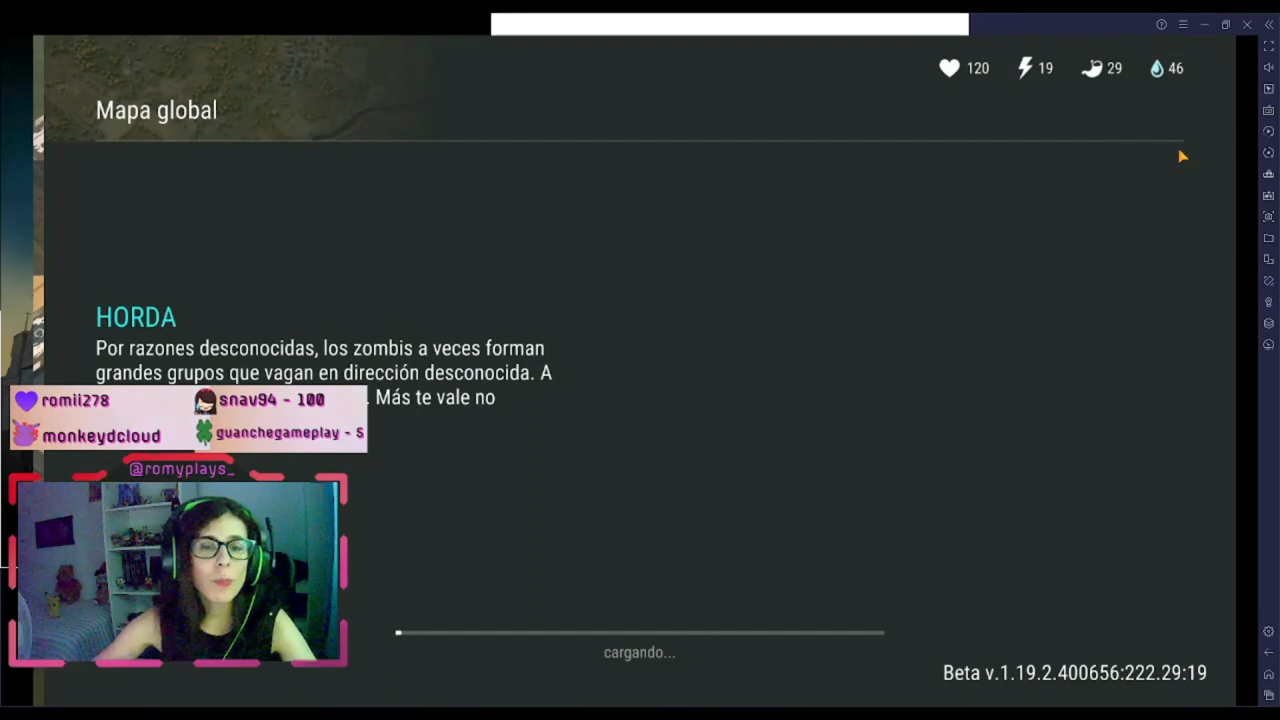 120
19
29
46
Mapa global
HORDA
Por razones desconocidas, los zombis a veces forman
grandes grupos que vagan en dirección desconocida. A
. Más te vale no
romii278
snav94 - 100
monkeydcloud
guanchegameplay - S
@romyplays_
cargando...
Beta v.1.19.2.400656:222.29:19